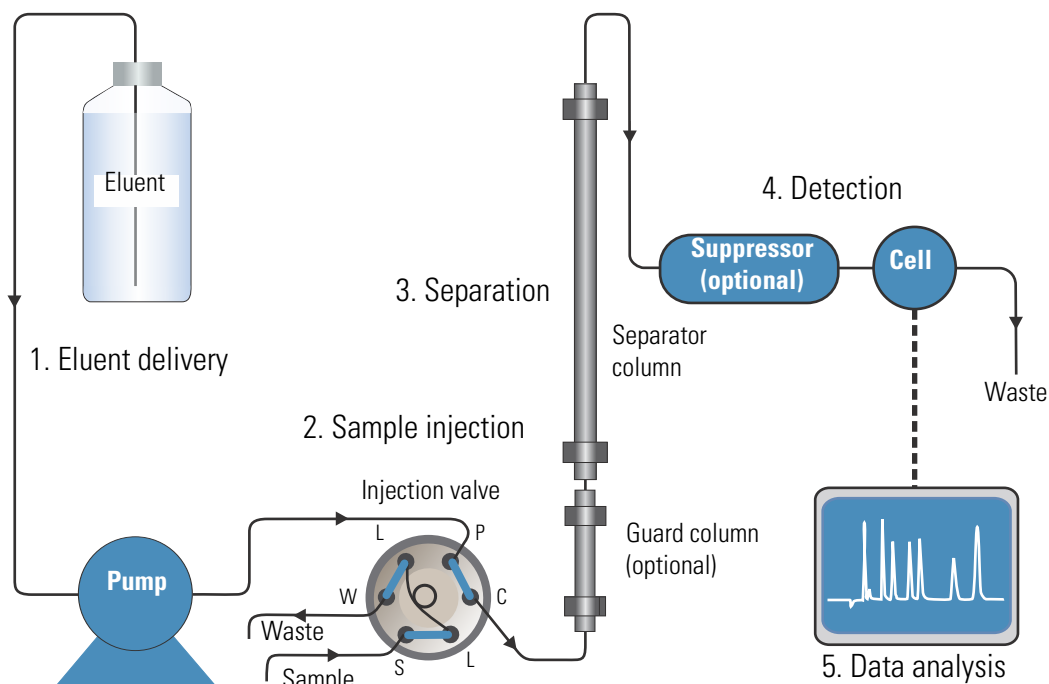 Eluent
1. Eluent delivery
Pump
2. Sample injection
Injection valve
L
P
W
C
S
L
Waste
Sample
3. Separation
Separator
column
Guard column
(optional)
4. Detection
Suppressor
(optional)
Cell
Waste
5. Data analysis